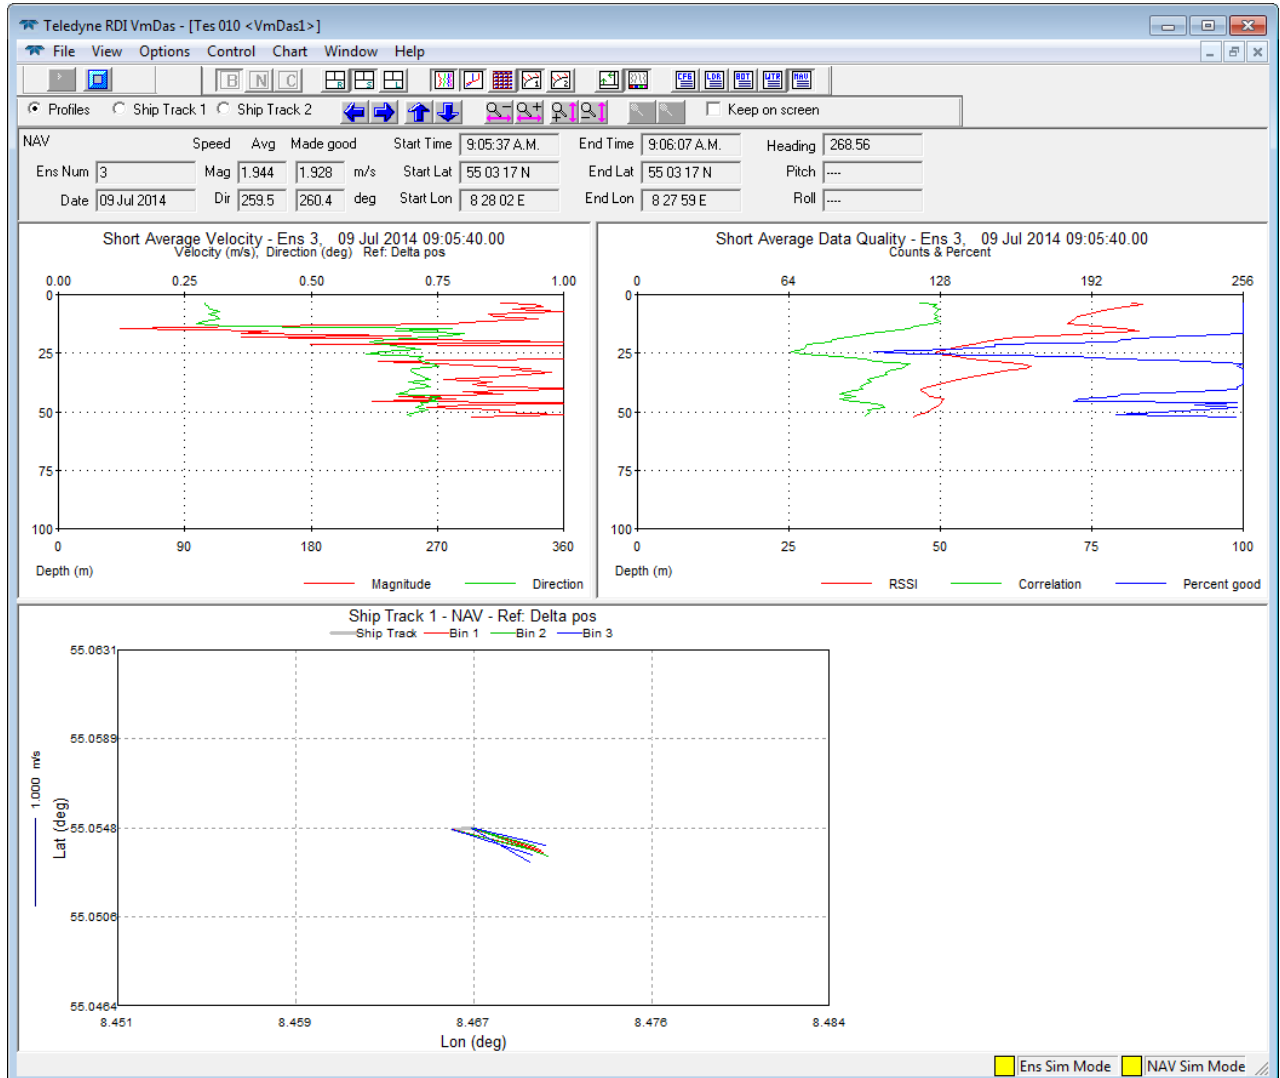 Teledyne RDI VmDas - [Tes 010 <VmDas1>]
File View Options Control Chart Window Help
B N C R S L 1 2 CFG LDR BOT WTR NAV
Profiles Ship Track 1 Ship Track 2 Keep on screen
NAV Speed Avg Made good Start Time 9:05:37 A.M. End Time 9:06:07 A.M. Heading 268.56
Ens Num 3 Mag 1.944 1.928 m/s Start Lat 55 03 17 N End Lat 55 03 17 N Pitch ----
Date 09 Jul 2014 Dir 259.5 260.4 deg Start Lon 8 28 02 E End Lon 8 27 59 E Roll ----
Short Average Velocity - Ens 3, 09 Jul 2014 09:05:40.00
Velocity (m/s), Direction (deg) Ref: Delta pos
0.00 0.25 0.50 0.75 1.00
0
25
50
75
100
0 90 180 270 360
Depth (m)
Magnitude Direction
Short Average Data Quality - Ens 3, 09 Jul 2014 09:05:40.00
Counts & Percent
0 64 128 192 256
0
25
50
75
100
0 25 50 75 100
Depth (m)
RSSI Correlation Percent good
Ship Track 1 - NAV - Ref: Delta pos
Ship Track Bin 1 Bin 2 Bin 3
55.0631
55.0589
55.0548
55.0506
55.0464
1.000 m/s
Lat (deg)
8.451 8.459 8.467 8.476 8.484
Lon (deg)
Ens Sim Mode NAV Sim Mode